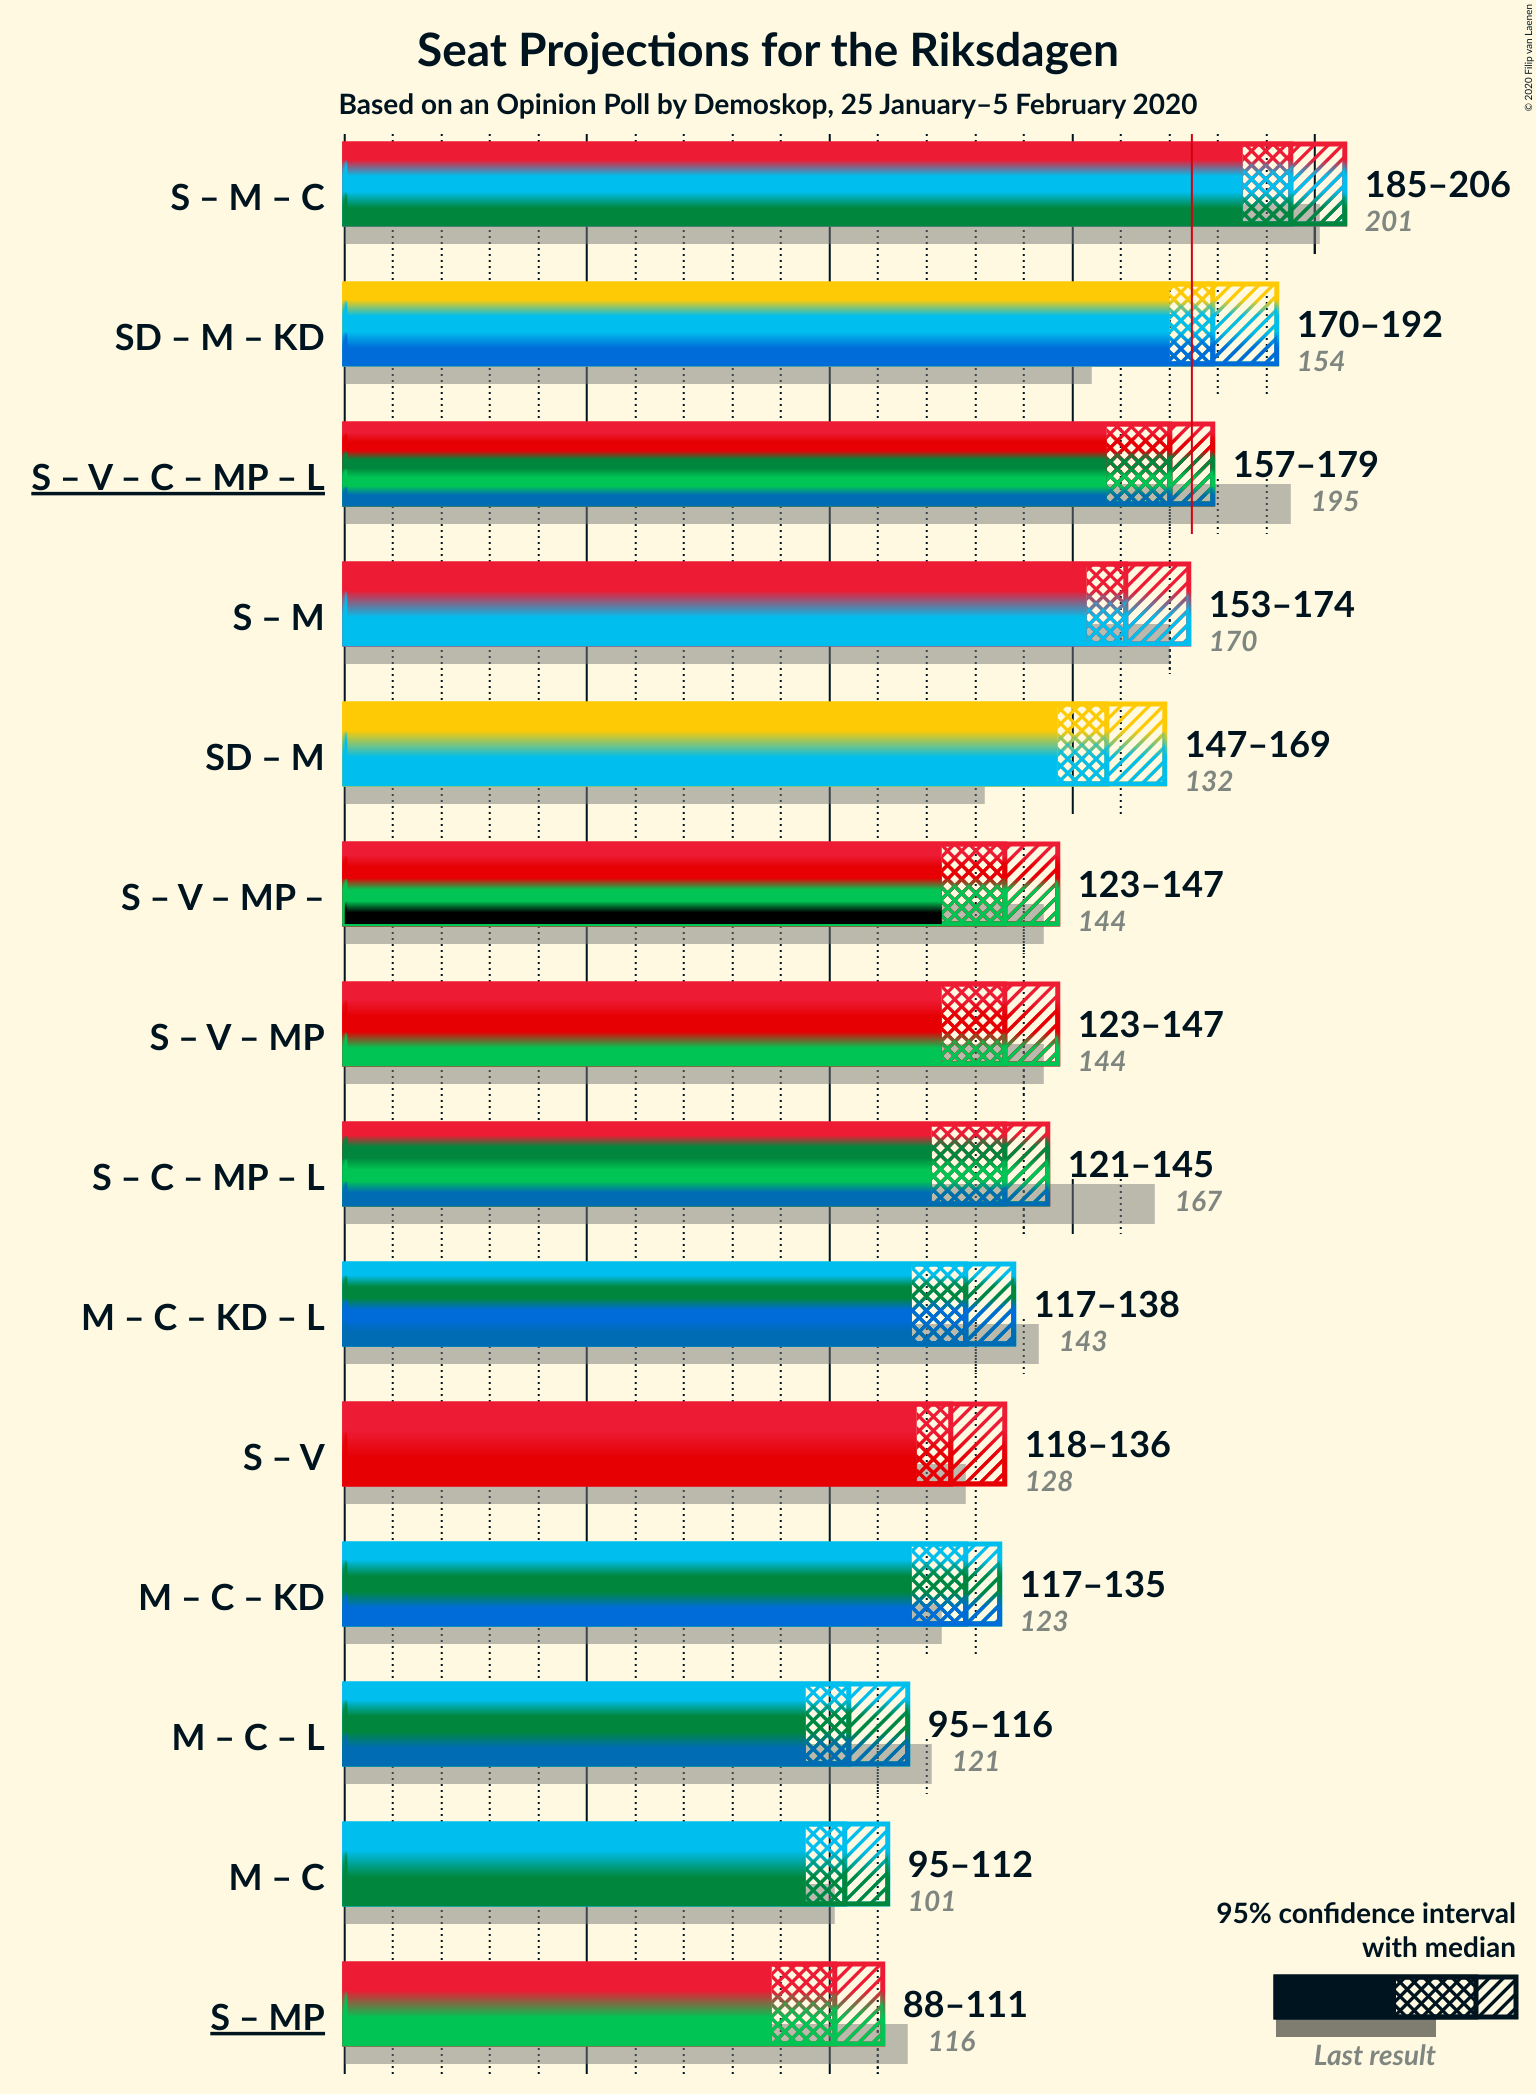 Seat Projections for the Riksdagen
Based on an Opinion Poll by Demoskop, 25 January–5 February 2020
© 2020 Filip van Laenen
S – M – C
185–206
201
SD – M – KD
170–192
154
S – V – C – MP – L
157–179
195
S – M
153–174
170
SD – M
147–169
132
S – V – MP –
123–147
144
S – V – MP
123–147
144
S – C – MP – L
121–145
167
M – C – KD – L
117–138
143
S – V
118–136
128
M – C – KD
117–135
123
M – C – L
95–116
121
M – C
95–112
101
S – MP
88–111
116
95% confidence interval
with median
Last result